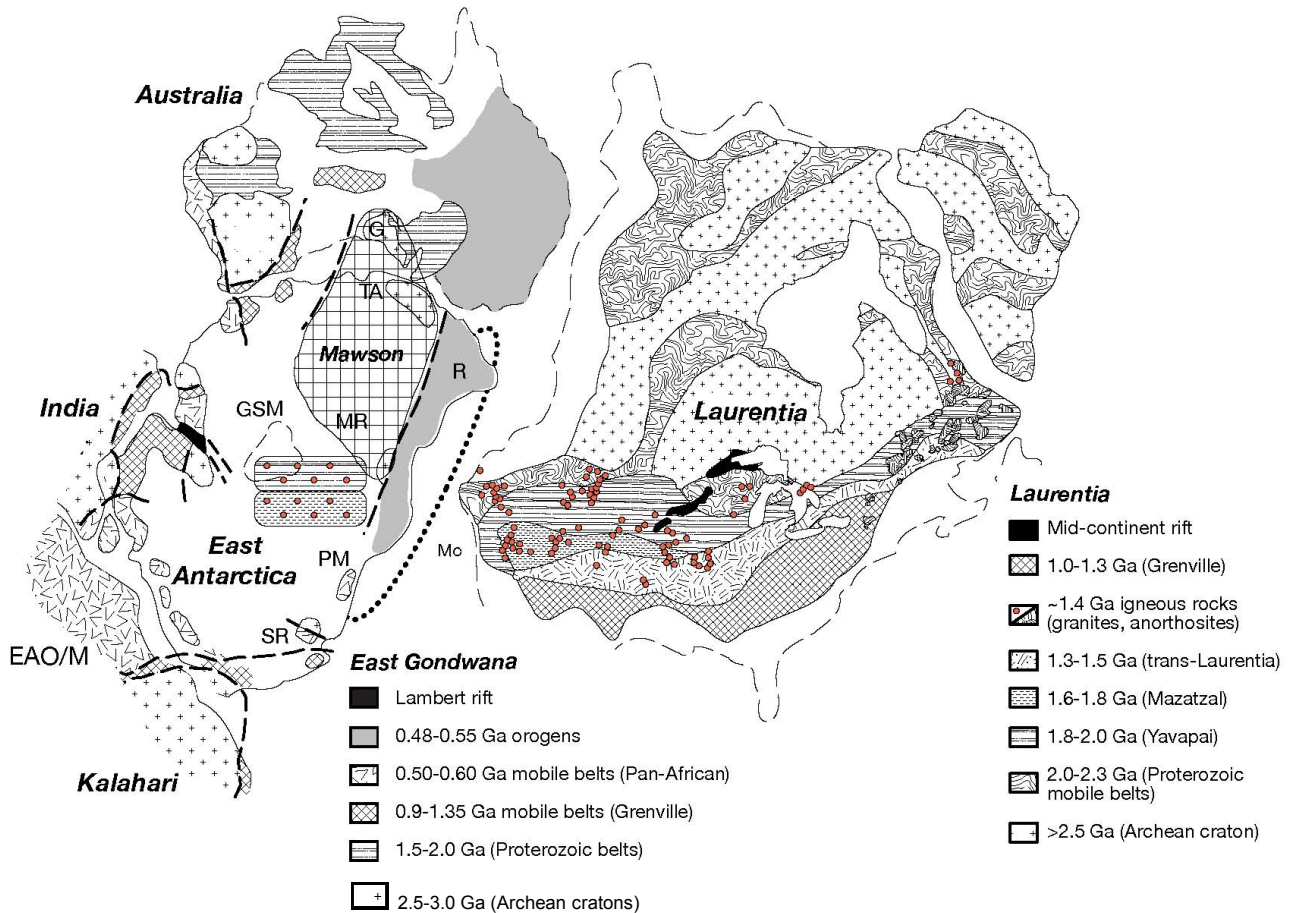 Australia
G
TA
Mawson
R
India
GSM
MR
Laurentia
East
Antarctica
PM
Mo
SR
EAO/M
Kalahari
East Gondwana
Lambert rift
0.48-0.55 Ga orogens
0.50-0.60 Ga mobile belts (Pan-African)
0.9-1.35 Ga mobile belts (Grenville)
1.5-2.0 Ga (Proterozoic belts)
2.5-3.0 Ga (Archean cratons)
Laurentia
Mid-continent rift
1.0-1.3 Ga (Grenville)
~1.4 Ga igneous rocks
(granites, anorthosites)
1.3-1.5 Ga (trans-Laurentia)
1.6-1.8 Ga (Mazatzal)
1.8-2.0 Ga (Yavapai)
2.0-2.3 Ga (Proterozoic
mobile belts)
>2.5 Ga (Archean craton)